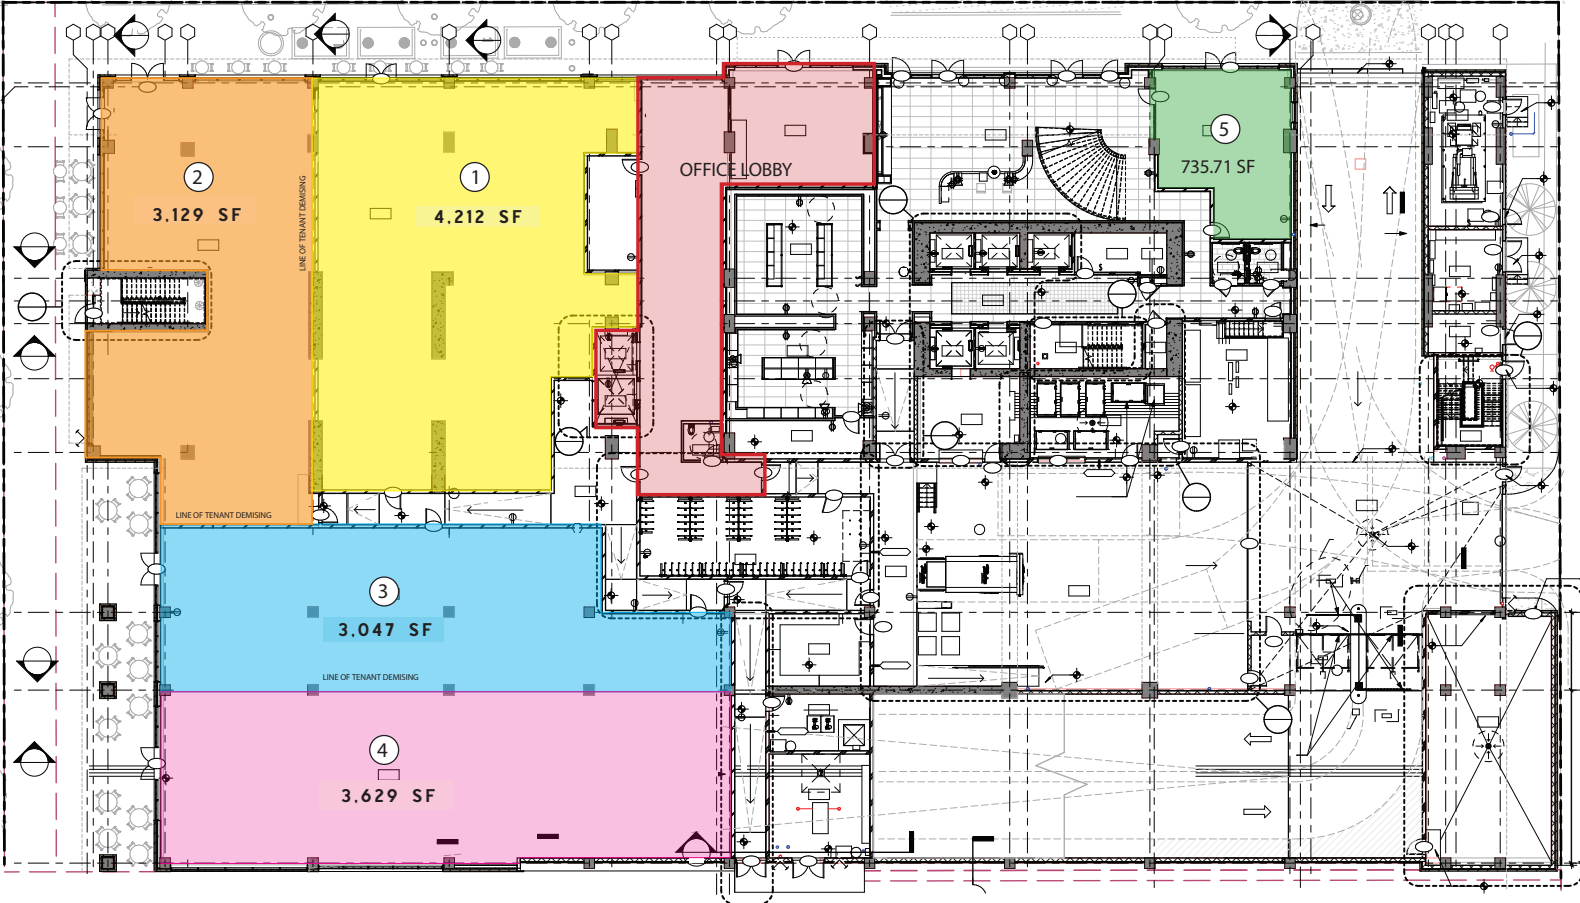 OFFICE LOBBY
5
735.71 SF
2
3,129 SF
LINE OF TENANT DEMISING
1
4,212 SF
LINE OF TENANT DEMISING
3
3,047 SF
LINE OF TENANT DEMISING
4
3,629 SF